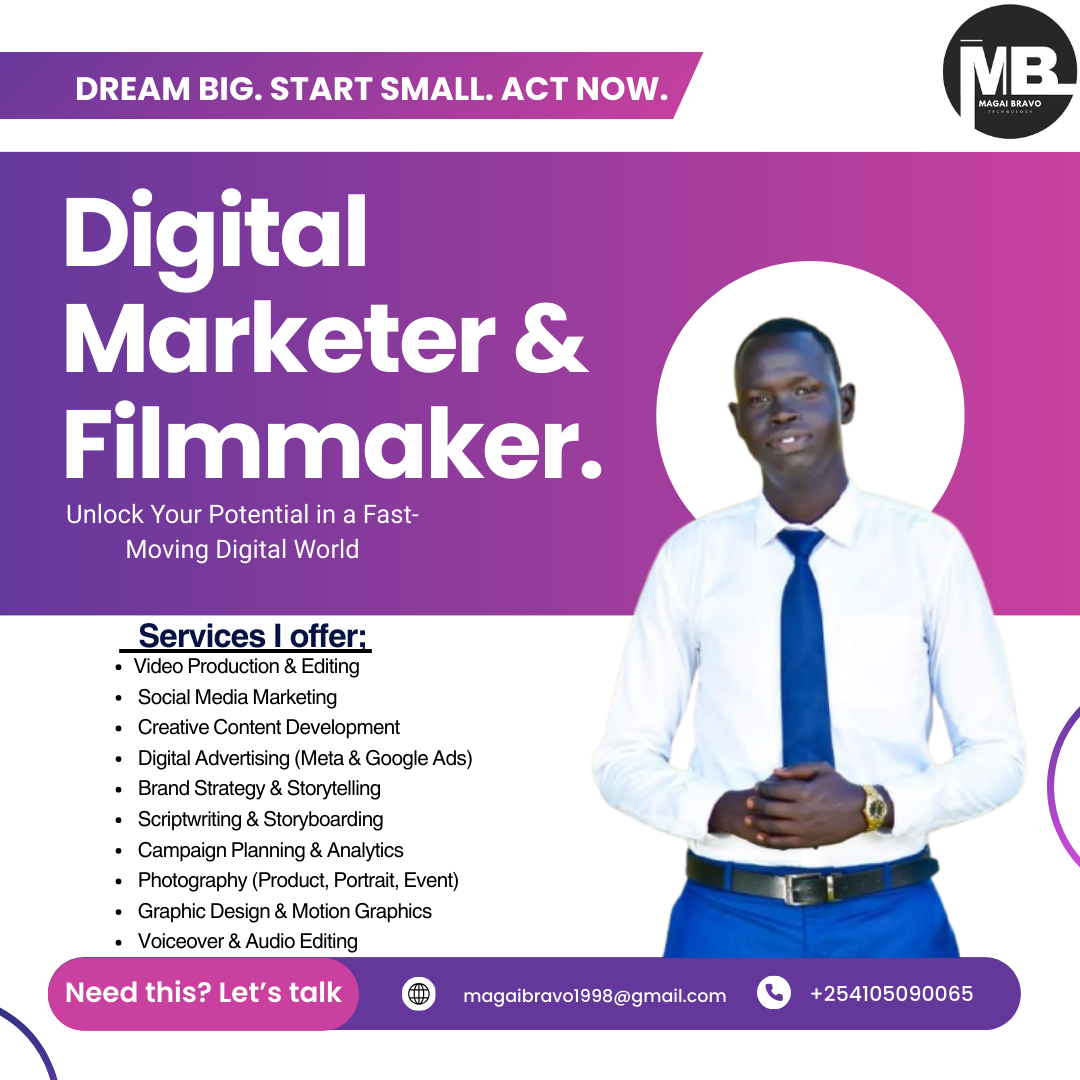 DREAM BIG. START SMALL. ACT NOW.
MB
MAGAI BRAVO
TECHNOLOGY
Digital
Marketer &
Filmmaker.
Unlock Your Potential in a Fast-
Moving Digital World
Services I offer;
• Video Production & Editing
• Social Media Marketing
• Creative Content Development
• Digital Advertising (Meta & Google Ads)
• Brand Strategy & Storytelling
• Scriptwriting & Storyboarding
• Campaign Planning & Analytics
• Photography (Product, Portrait, Event)
• Graphic Design & Motion Graphics
• Voiceover & Audio Editing
Need this? Let’s talk
magaibravo1998@gmail.com
+254105090065